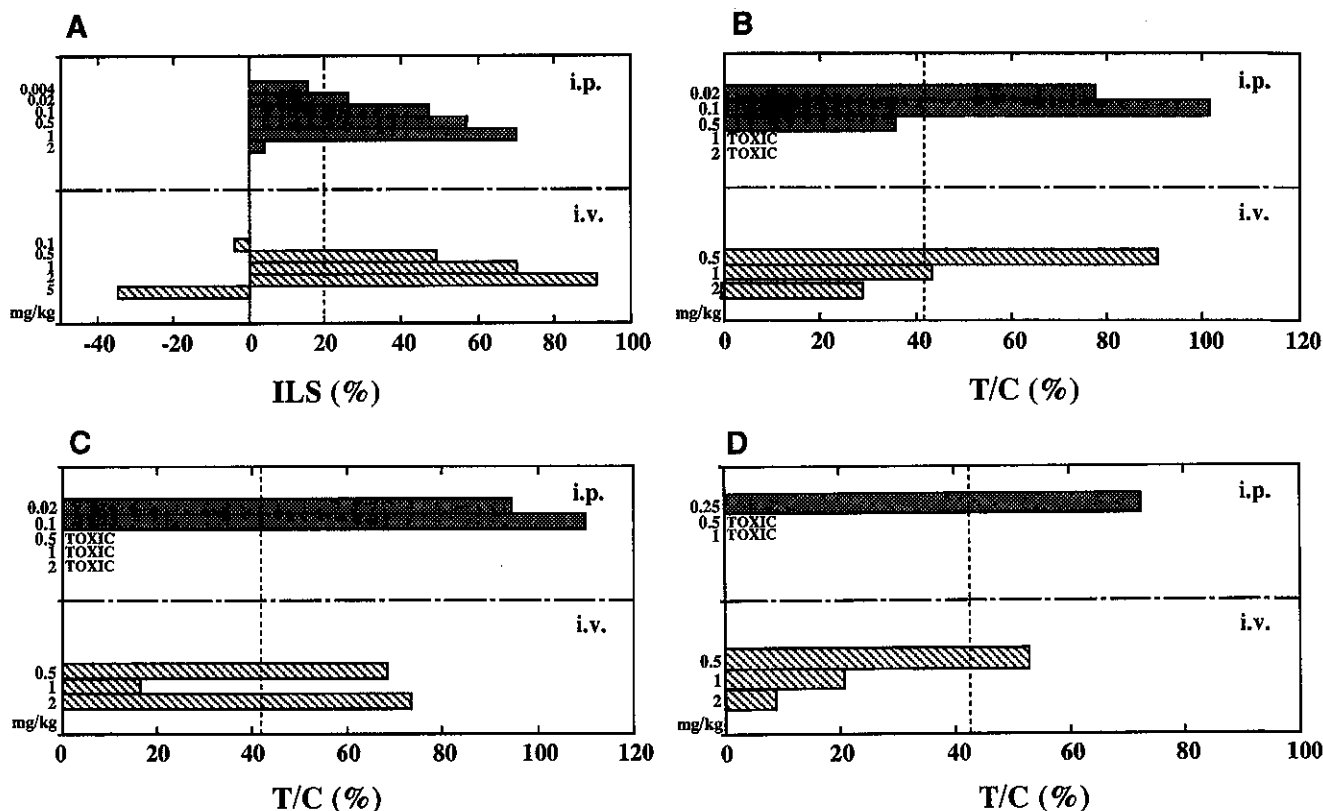 A
i.p.
0.004
0.02
0.1
0.5
1
2
i.v.
0.1
0.5
1
2
5
mg/kg
-40 -20 0 20 40 60 80 100
ILS (%)
B
i.p.
0.02
0.1
0.5
1 TOXIC
2 TOXIC
i.v.
0.5
1
2
mg/kg
0 20 40 60 80 100 120
T/C (%)
C
i.p.
0.02
0.1
0.5 TOXIC
1 TOXIC
2 TOXIC
i.v.
0.5
1
2
mg/kg
0 20 40 60 80 100 120
T/C (%)
D
i.p.
0.25
0.5 TOXIC
1 TOXIC
i.v.
0.5
1
2
mg/kg
0 20 40 60 80 100
T/C (%)